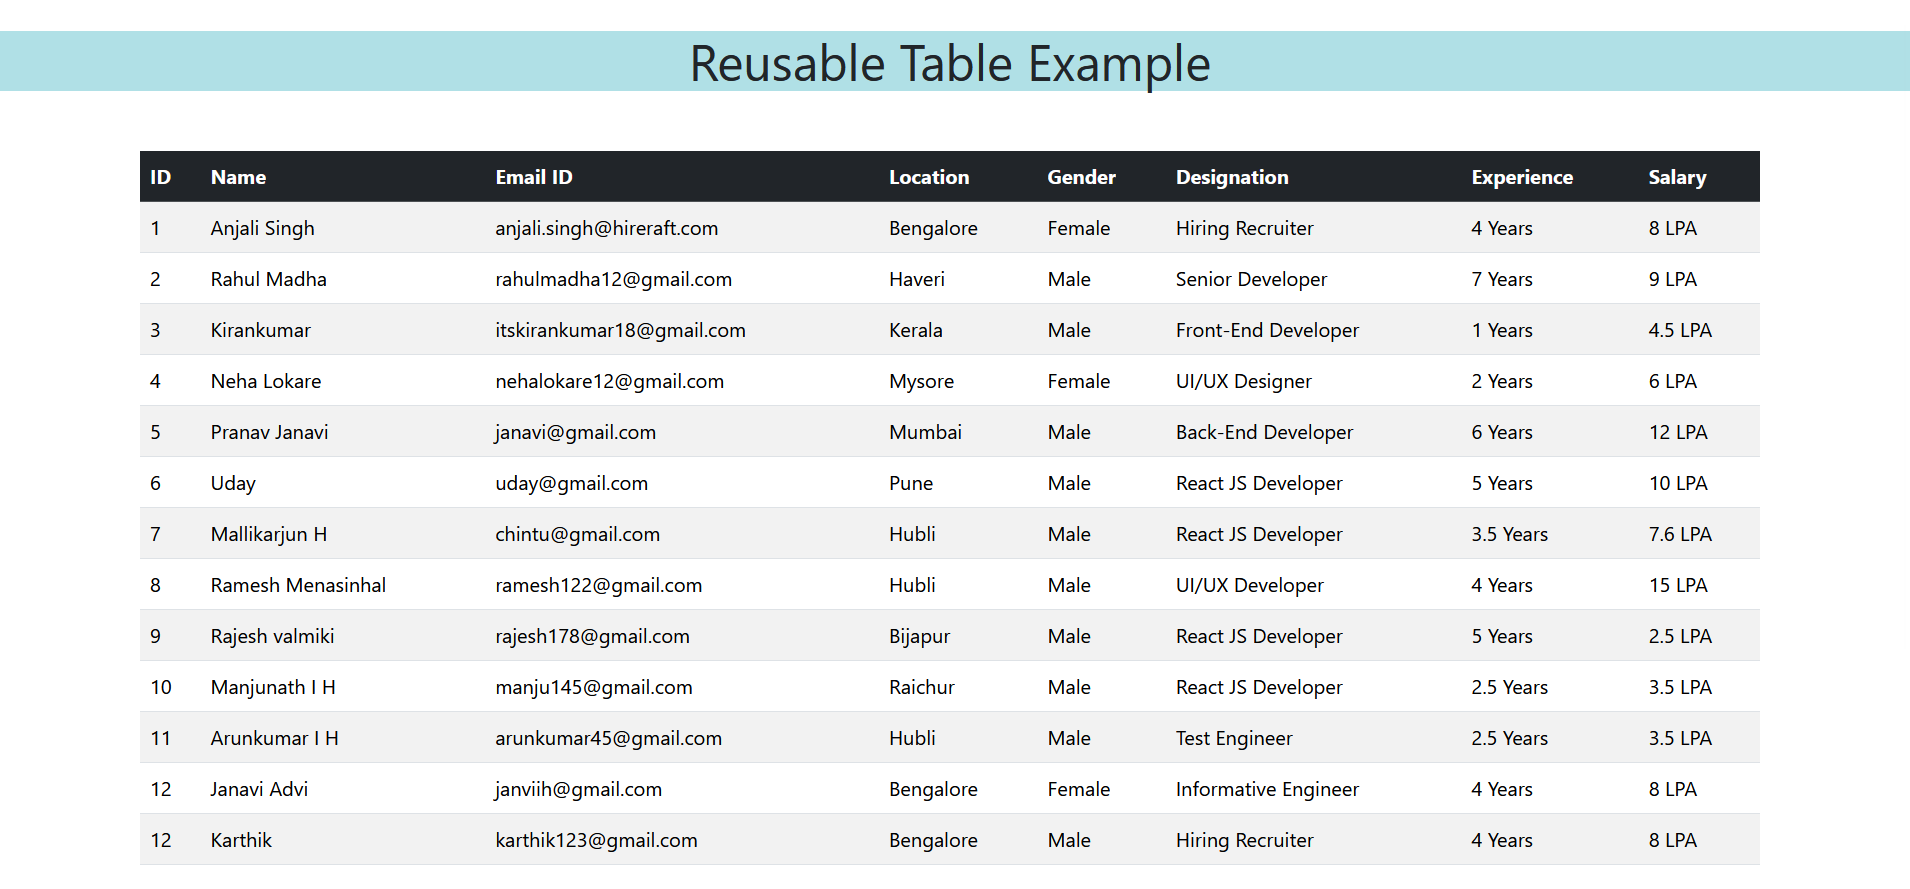 Reusable Table Example
ID Name Email ID Location Gender Designation Experience Salary
1 Anjali Singh anjali.singh@hireraft.com Bengalore Female Hiring Recruiter 4 Years 8 LPA
2 Rahul Madha rahulmadha12@gmail.com Haveri Male Senior Developer 7 Years 9 LPA
3 Kirankumar itskirankumar18@gmail.com Kerala Male Front-End Developer 1 Years 4.5 LPA
4 Neha Lokare nehalokare12@gmail.com Mysore Female UI/UX Designer 2 Years 6 LPA
5 Pranav Janavi janavi@gmail.com Mumbai Male Back-End Developer 6 Years 12 LPA
6 Uday uday@gmail.com Pune Male React JS Developer 5 Years 10 LPA
7 Mallikarjun H chintu@gmail.com Hubli Male React JS Developer 3.5 Years 7.6 LPA
8 Ramesh Menasinhal ramesh122@gmail.com Hubli Male UI/UX Developer 4 Years 15 LPA
9 Rajesh valmiki rajesh178@gmail.com Bijapur Male React JS Developer 5 Years 2.5 LPA
10 Manjunath I H manju145@gmail.com Raichur Male React JS Developer 2.5 Years 3.5 LPA
11 Arunkumar I H arunkumar45@gmail.com Hubli Male Test Engineer 2.5 Years 3.5 LPA
12 Janavi Advi janviih@gmail.com Bengalore Female Informative Engineer 4 Years 8 LPA
12 Karthik karthik123@gmail.com Bengalore Male Hiring Recruiter 4 Years 8 LPA